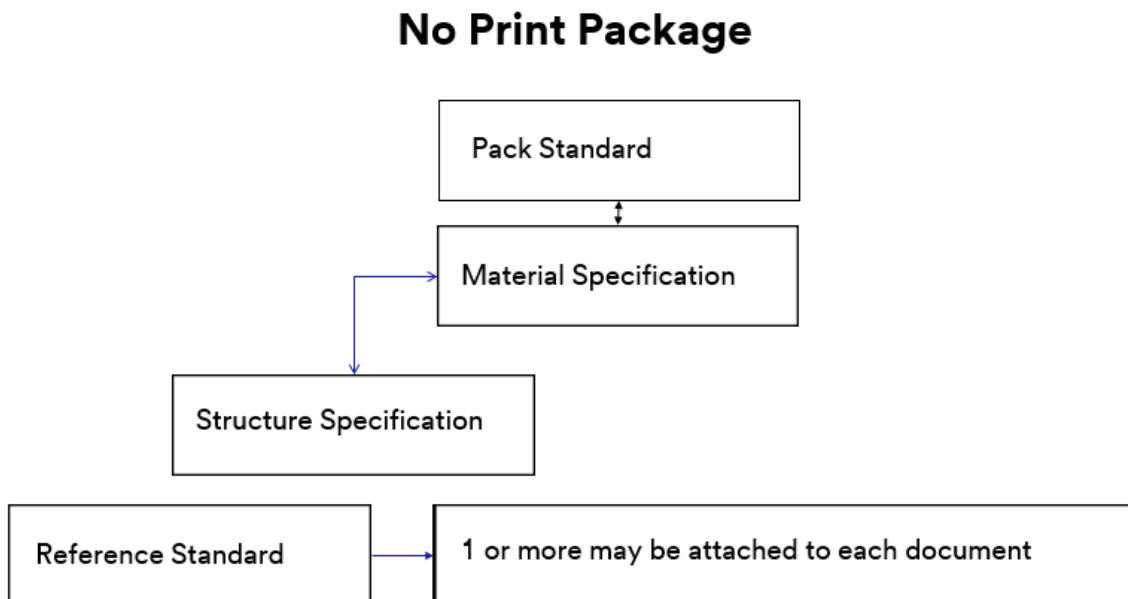 No Print Package
Pack Standard
Material Specification
Structure Specification
Reference Standard
1 or more may be attached to each document